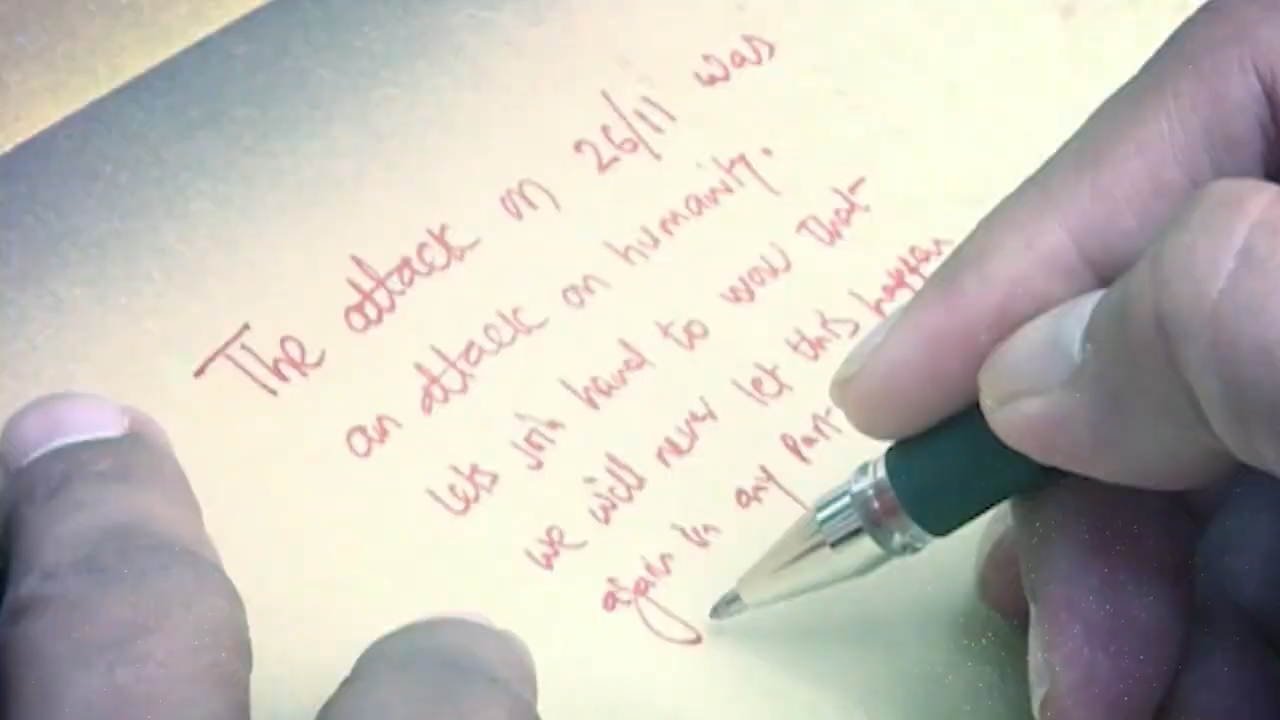 The attack on 26/11 was
an attack on humanity.
Lets join hand to vow that
we will never let this happen
again in any part